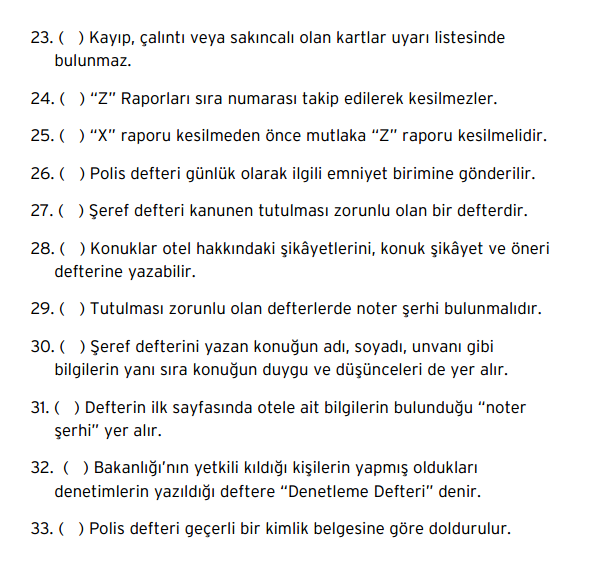 23. (   ) Kayıp, çalıntı veya sakıncalı olan kartlar uyarı listesinde
bulunmaz.
24. (   ) “Z” Raporları sıra numarası takip edilerek kesilmezler.
25. (   ) “X” raporu kesilmeden önce mutlaka “Z” raporu kesilmelidir.
26. (   ) Polis defteri günlük olarak ilgili emniyet birimine gönderilir.
27. (   ) Şeref defteri kanunen tutulması zorunlu olan bir defterdir.
28. (   ) Konuklar otel hakkındaki şikâyetlerini, konuk şikâyet ve öneri
defterine yazabilir.
29. (   ) Tutulması zorunlu olan defterlerde noter şerhi bulunmalıdır.
30. (   ) Şeref defterini yazan konuğun adı, soyadı, unvanı gibi
bilgilerin yanı sıra konuğun duygu ve düşünceleri de yer alır.
31. (   ) Defterin ilk sayfasında otele ait bilgilerin bulunduğu “noter
şerhi” yer alır.
32.  (   ) Bakanlığı’nın yetkili kıldığı kişilerin yapmış oldukları
denetimlerin yazıldığı deftere “Denetleme Defteri” denir.
33. (   ) Polis defteri geçerli bir kimlik belgesine göre doldurulur.